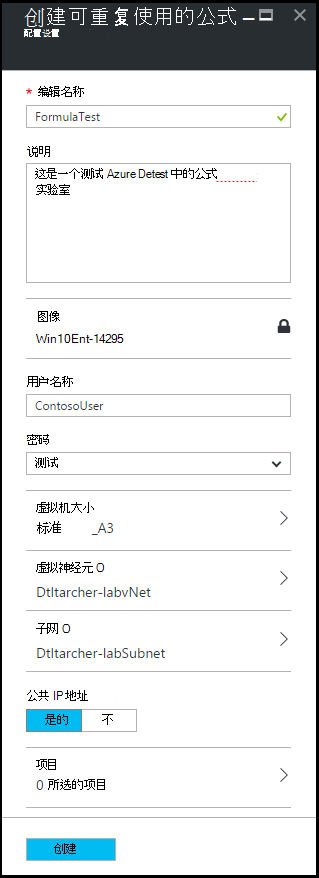 创建可重复使用的公式
配置设置
* 编辑名称
FormulaTest
说明
这是一个测试 Azure Detest 中的公式
实验室
图像
Win10Ent-14295
用户名称
ContosoUser
密码
测试
虚拟机大小
标准 _A3
虚拟神经元 O
Dtltarcher-labvNet
子网 O
Dtltarcher-labSubnet
公共 IP 地址
是的 不
项目
0 所选的项目
创建